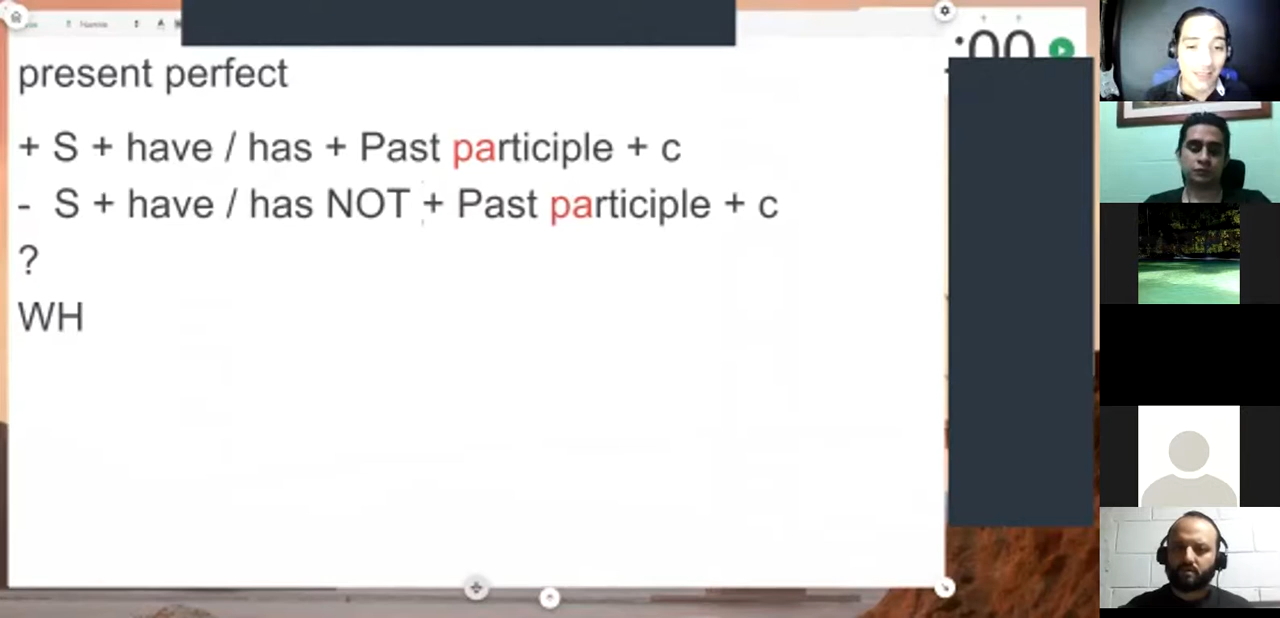 present perfect
+ S + have / has + Past participle + c
- S + have / has NOT + Past participle + c
?
WH
:00